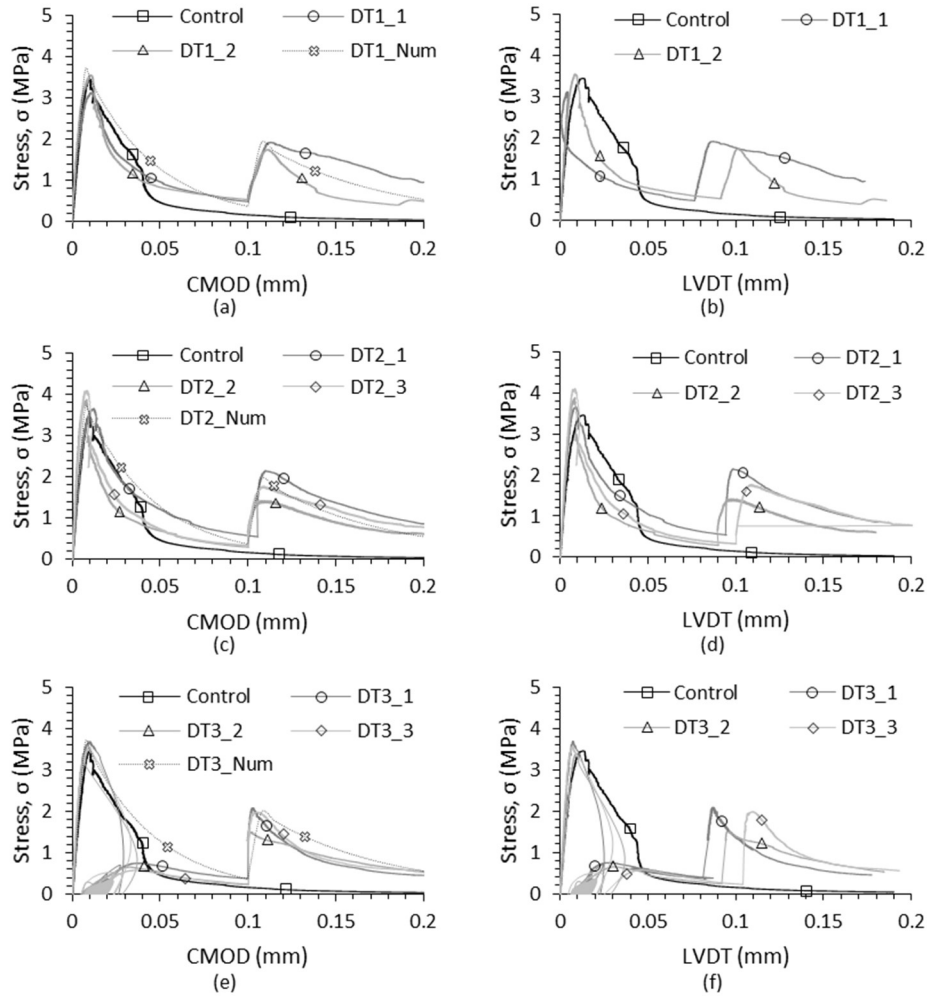 Control DT1_1
DT1_2 DT1_Num
Stress, σ (MPa)
5
4
3
2
1
0
0 0.05 0.1 0.15 0.2
CMOD (mm)
(a)
Control DT1_1
DT1_2
Stress, σ (MPa)
5
4
3
2
1
0
0 0.05 0.1 0.15 0.2
LVDT (mm)
(b)
Control DT2_1
DT2_2 DT2_3
DT2_Num
Stress, σ (MPa)
5
4
3
2
1
0
0 0.05 0.1 0.15 0.2
CMOD (mm)
(c)
Control DT2_1
DT2_2 DT2_3
Stress, σ (MPa)
5
4
3
2
1
0
0 0.05 0.1 0.15 0.2
LVDT (mm)
(d)
Control DT3_1
DT3_2 DT3_3
DT3_Num
Stress, σ (MPa)
5
4
3
2
1
0
0 0.05 0.1 0.15 0.2
CMOD (mm)
(e)
Control DT3_1
DT3_2 DT3_3
Stress, σ (MPa)
5
4
3
2
1
0
0 0.05 0.1 0.15 0.2
LVDT (mm)
(f)